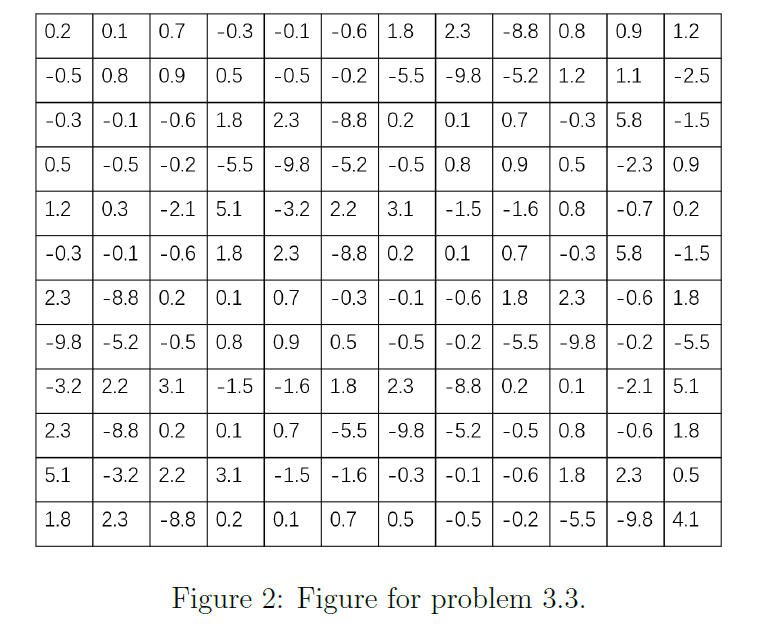 0.2 0.1 0.7 -0.3 -0.1 -0.6 1.8 2.3 -8.8 0.8 0.9 1.2
-0.5 0.8 0.9 0.5 -0.5 -0.2 -5.5 -9.8 -5.2 1.2 1.1 -2.5
-0.3 -0.1 -0.6 1.8 2.3 -8.8 0.2 0.1 0.7 -0.3 5.8 -1.5
0.5 -0.5 -0.2 -5.5 -9.8 -5.2 -0.5 0.8 0.9 0.5 -2.3 0.9
1.2 0.3 -2.1 5.1 -3.2 2.2 3.1 -1.5 -1.6 0.8 -0.7 0.2
-0.3 -0.1 -0.6 1.8 2.3 -8.8 0.2 0.1 0.7 -0.3 5.8 -1.5
2.3 -8.8 0.2 0.1 0.7 -0.3 -0.1 -0.6 1.8 2.3 -0.6 1.8
-9.8 -5.2 -0.5 0.8 0.9 0.5 -0.5 -0.2 -5.5 -9.8 -0.2 -5.5
-3.2 2.2 3.1 -1.5 -1.6 1.8 2.3 -8.8 0.2 0.1 -2.1 5.1
2.3 -8.8 0.2 0.1 0.7 -5.5 -9.8 -5.2 -0.5 0.8 -0.6 1.8
5.1 -3.2 2.2 3.1 -1.5 -1.6 -0.3 -0.1 -0.6 1.8 2.3 0.5
1.8 2.3 -8.8 0.2 0.1 0.7 0.5 -0.5 -0.2 -5.5 -9.8 4.1
Figure 2: Figure for problem 3.3.